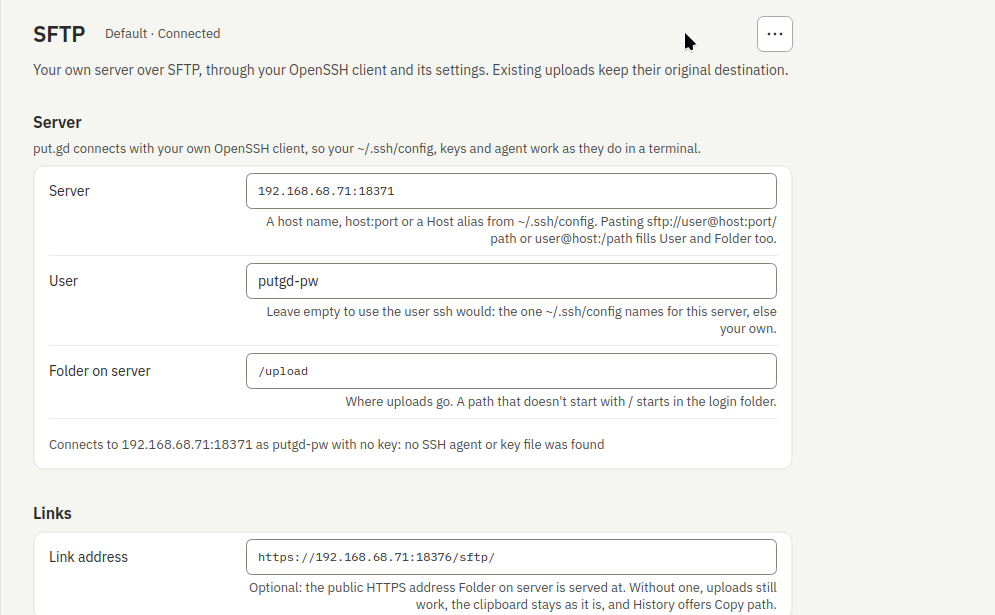 SFTP Default · Connected
Your own server over SFTP, through your OpenSSH client and its settings. Existing uploads keep their original destination.
Server
put.gd connects with your own OpenSSH client, so your ~/.ssh/config, keys and agent work as they do in a terminal.
Server 192.168.68.71:18371
A host name, host:port or a Host alias from ~/.ssh/config. Pasting sftp://user@host:port/
path or user@host:/path fills User and Folder too.
User putgd-pw
Leave empty to use the user ssh would: the one ~/.ssh/config names for this server, else
your own.
Folder on server /upload
Where uploads go. A path that doesn't start with / starts in the login folder.
Connects to 192.168.68.71:18371 as putgd-pw with no key: no SSH agent or key file was found
Links
Link address https://192.168.68.71:18376/sftp/
Optional: the public HTTPS address Folder on server is served at. Without one, uploads still
work, the clipboard stays as it is, and History offers Copy path.